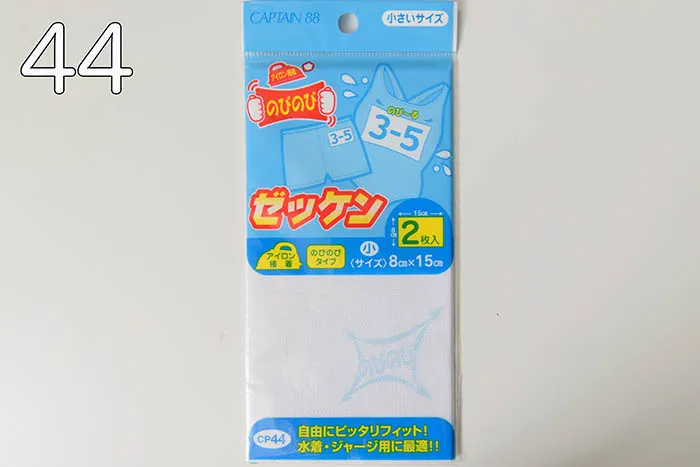 44
CAPTAIN 88
小さいサイズ
アイロン接着
のびのび
のび〜る
3-5
3-5
ゼッケン
15cm
8cm
2枚入
アイロン
接着
のびのび
タイプ
小
〈サイズ〉8cm×15cm
のびのび
CP44
自由にピッタリフィット!
水着・ジャージ用に最適!!